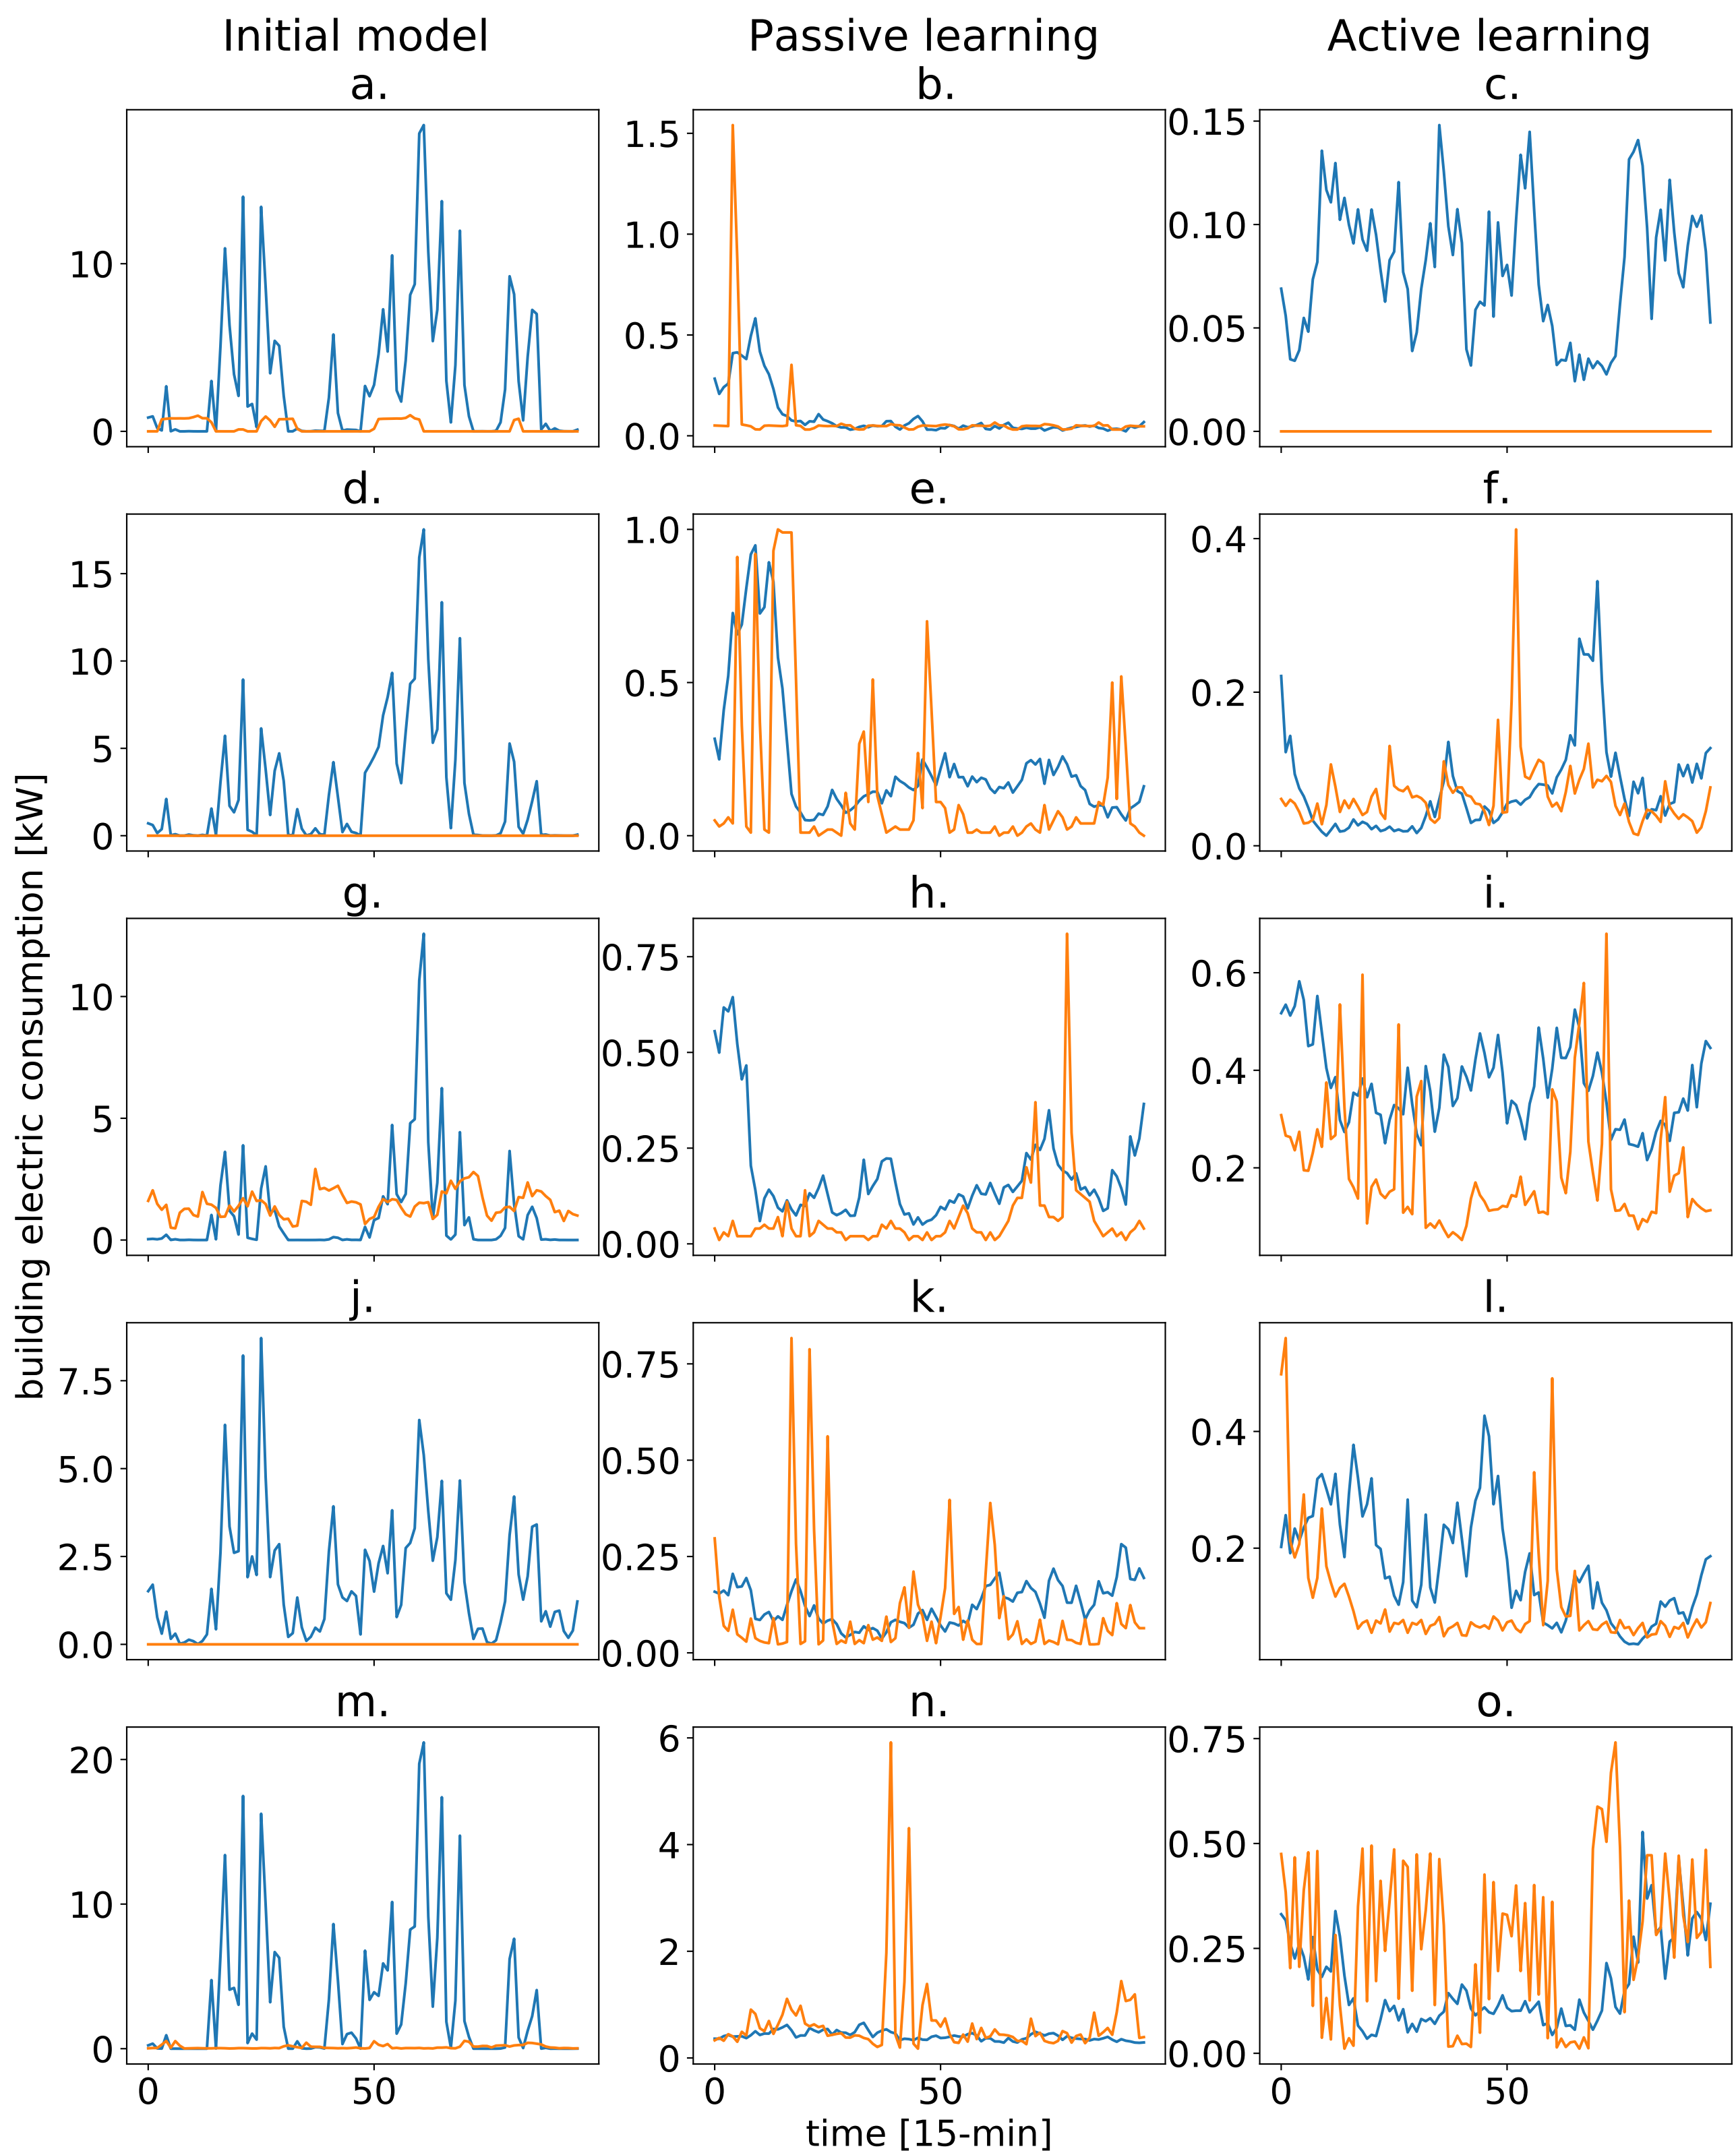 Initial model
Passive learning
Active learning
a.
b.
c.
10
0
1.5
1.0
0.5
0.0
0.15
0.10
0.05
0.00
d.
e.
f.
15
10
5
0
1.0
0.5
0.0
0.4
0.2
0.0
g.
h.
i.
10
5
0
0.75
0.50
0.25
0.00
0.6
0.4
0.2
j.
k.
l.
7.5
5.0
2.5
0.0
0.75
0.50
0.25
0.00
0.4
0.2
m.
n.
o.
20
10
0
6
4
2
0
0.75
0.50
0.25
0.00
0 50
0 50
0 50
building electric consumption [kW]
time [15-min]